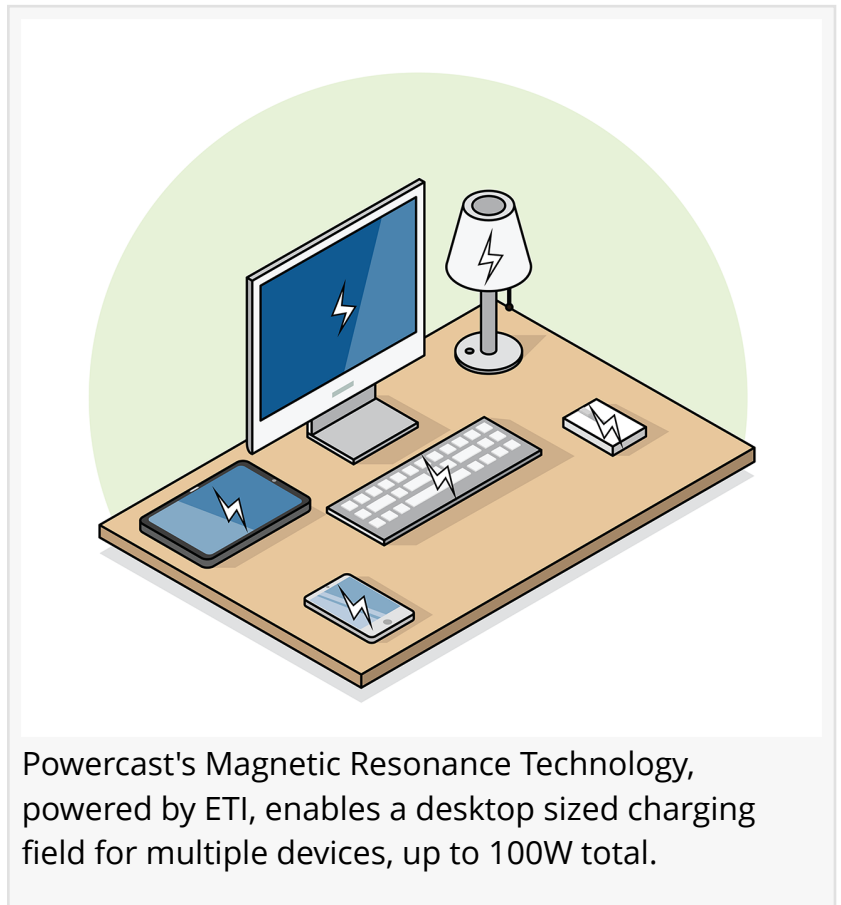 Powercast's Magnetic Resonance Technology,
powered by ETI, enables a desktop sized charging
field for multiple devices, up to 100W total.